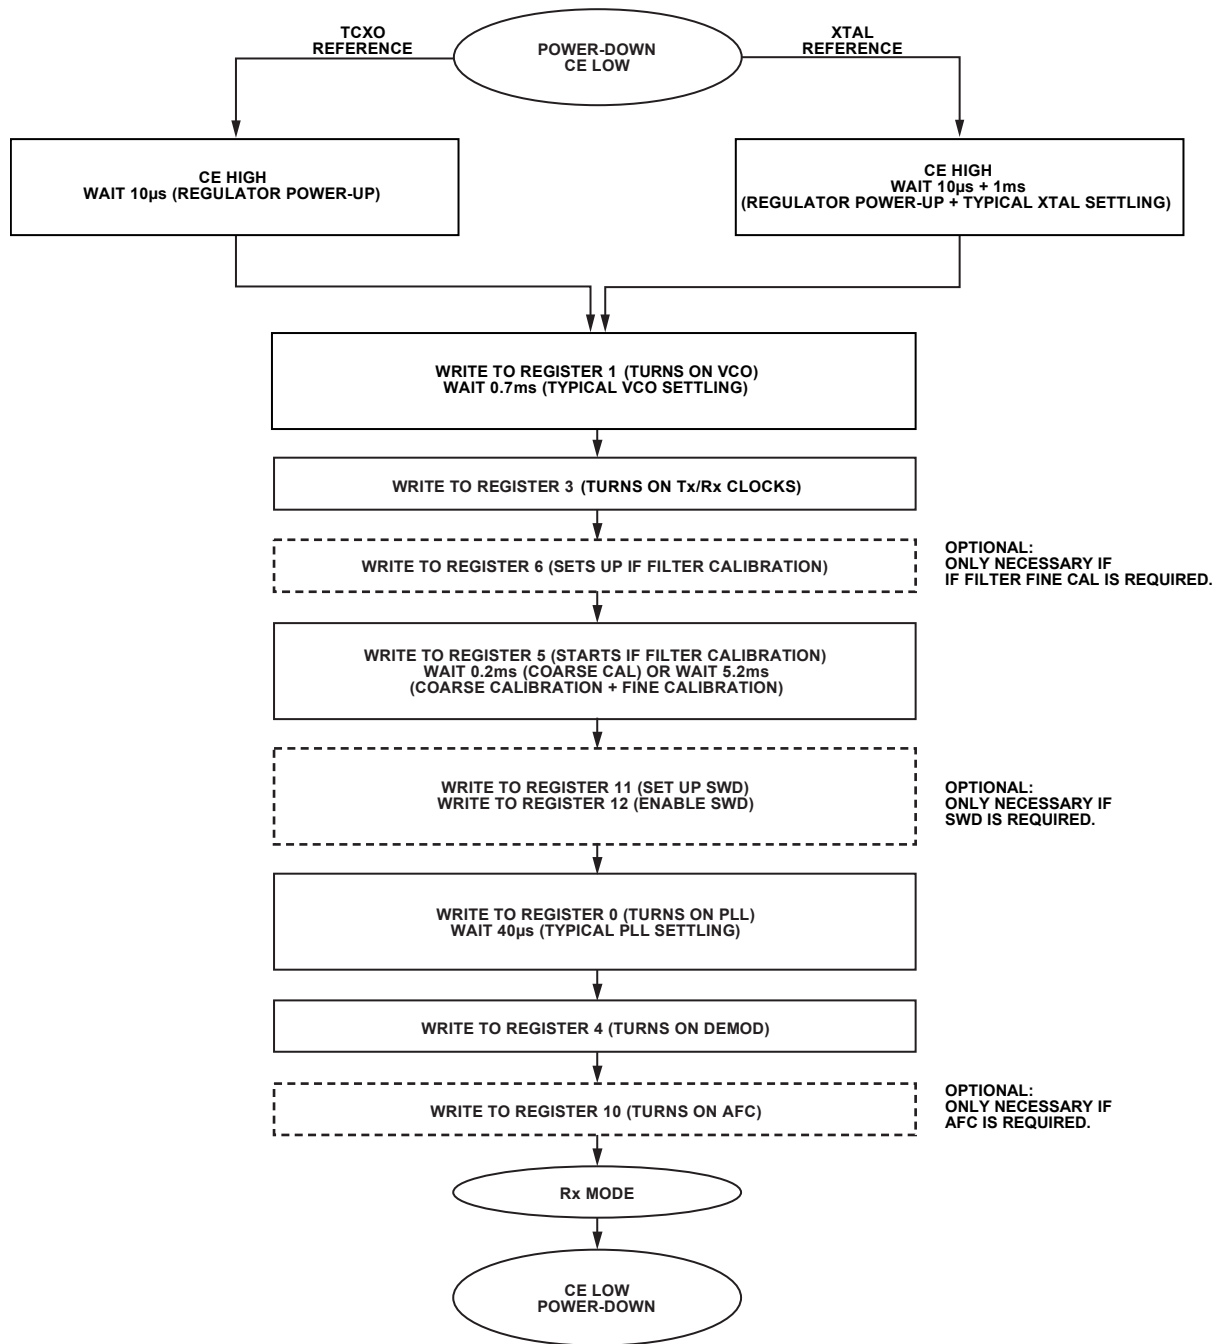 TCXO
REFERENCE
POWER-DOWN
CE LOW
XTAL
REFERENCE
CE HIGH
WAIT 10µs (REGULATOR POWER-UP)
CE HIGH
WAIT 10µs + 1ms
(REGULATOR POWER-UP + TYPICAL XTAL SETTLING)
WRITE TO REGISTER 1 (TURNS ON VCO)
WAIT 0.7ms (TYPICAL VCO SETTLING)
WRITE TO REGISTER 3 (TURNS ON Tx/Rx CLOCKS)
WRITE TO REGISTER 6 (SETS UP IF FILTER CALIBRATION)
OPTIONAL:
ONLY NECESSARY IF
IF FILTER FINE CAL IS REQUIRED.
WRITE TO REGISTER 5 (STARTS IF FILTER CALIBRATION)
WAIT 0.2ms (COARSE CAL) OR WAIT 5.2ms
(COARSE CALIBRATION + FINE CALIBRATION)
WRITE TO REGISTER 11 (SET UP SWD)
WRITE TO REGISTER 12 (ENABLE SWD)
OPTIONAL:
ONLY NECESSARY IF
SWD IS REQUIRED.
WRITE TO REGISTER 0 (TURNS ON PLL)
WAIT 40µs (TYPICAL PLL SETTLING)
WRITE TO REGISTER 4 (TURNS ON DEMOD)
WRITE TO REGISTER 10 (TURNS ON AFC)
OPTIONAL:
ONLY NECESSARY IF
AFC IS REQUIRED.
Rx MODE
CE LOW
POWER-DOWN